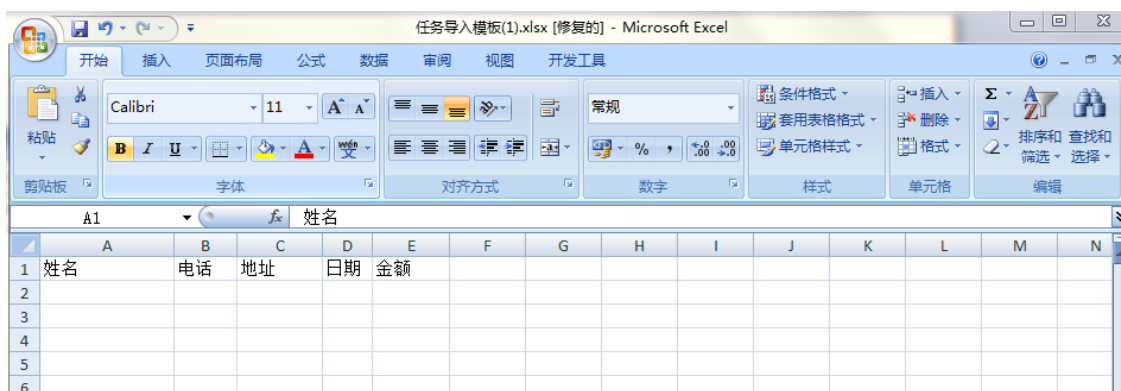 任务导入模板(1).xlsx [修复的] - Microsoft Excel
开始 插入 页面布局 公式 数据 审阅 视图 开发工具
粘贴
Calibri 11 A A
B I U A wén 文
常规
% , .0 .00 .00 .0
条件格式
套用表格格式
单元格样式
插入
删除
格式
Σ
A Z
排序和筛选
查找和选择
剪贴板 字体 对齐方式 数字 样式 单元格 编辑
A1 fx 姓名
A B C D E F G H I J K L M N
1 姓名 电话 地址 日期 金额
2
3
4
5
6